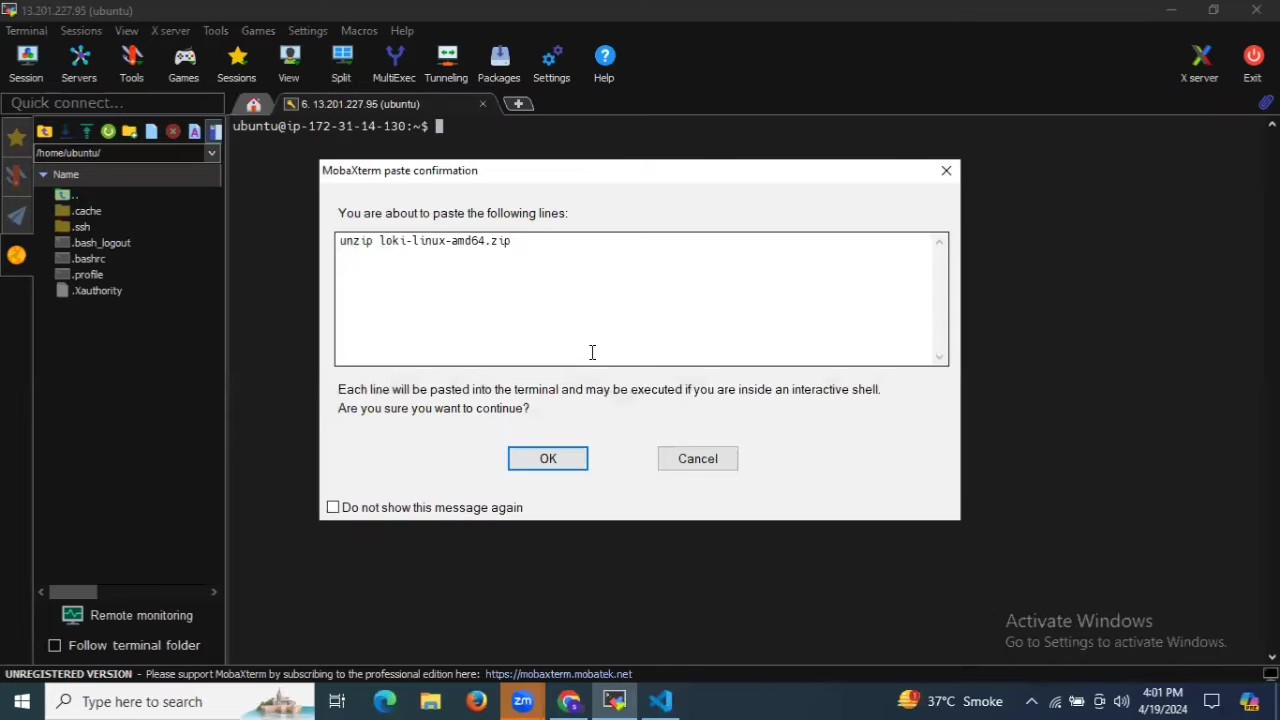 13.201.227.95 (ubuntu)
Terminal Sessions View X server Tools Games Settings Macros Help
Session Servers Tools Games Sessions View Split MultiExec Tunneling Packages Settings Help X server Exit
Quick connect...
6. 13.201.227.95 (ubuntu)
/home/ubuntu/
ubuntu@ip-172-31-14-130:~$
Name
..
.cache
.ssh
.bash_logout
.bashrc
.profile
.Xauthority
MobaXterm paste confirmation
You are about to paste the following lines:
unzip loki-linux-amd64.zip
Each line will be pasted into the terminal and may be executed if you are inside an interactive shell.
Are you sure you want to continue?
OK Cancel
Do not show this message again
Remote monitoring
Follow terminal folder
Activate Windows
Go to Settings to activate Windows.
UNREGISTERED VERSION - Please support MobaXterm by subscribing to the professional edition here: https://mobaxterm.mobatek.net
Type here to search
zm
37°C Smoke
4:01 PM
4/19/2024